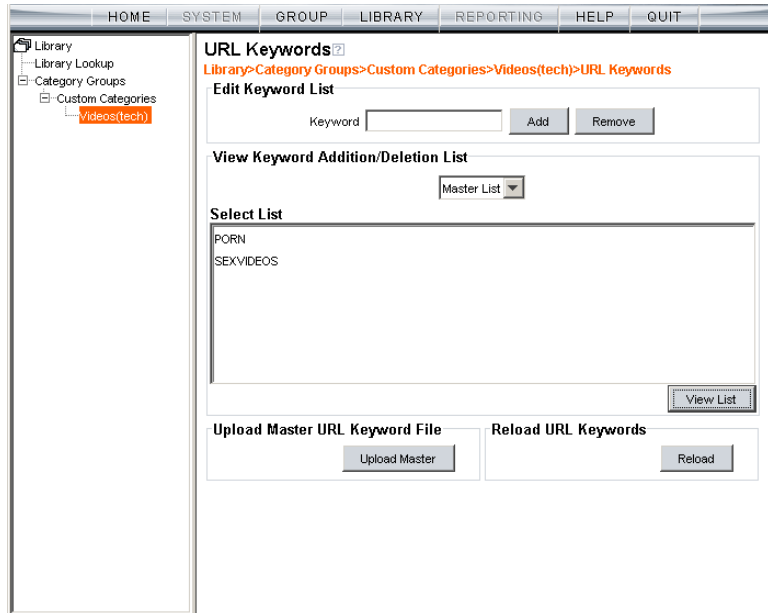 HOME SYSTEM GROUP LIBRARY REPORTING HELP QUIT
Library
Library Lookup
Category Groups
Custom Categories
Videos(tech)
URL Keywords?
Library>Category Groups>Custom Categories>Videos(tech)>URL Keywords
Edit Keyword List
Keyword Add Remove
View Keyword Addition/Deletion List
Master List
Select List
PORN
SEXVIDEOS
View List
Upload Master URL Keyword File
Upload Master
Reload URL Keywords
Reload